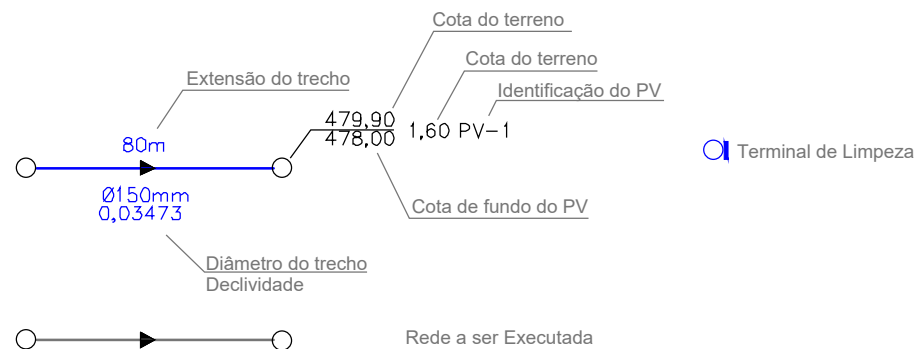 Cota do terreno
Cota do terreno
Extensão do trecho
Identificação do PV
479,90
478,00
1,60 PV-1
80m
Terminal de Limpeza
Ø150mm
0,03473
Cota de fundo do PV
Diâmetro do trecho
Declividade
Rede a ser Executada